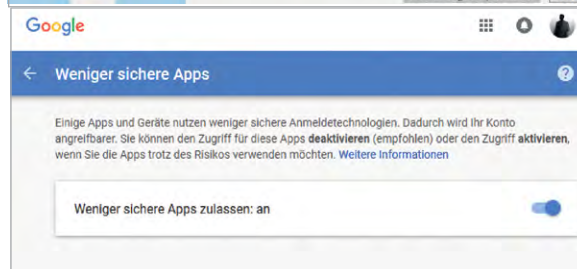 Google
Weniger sichere Apps
Einige Apps und Geräte nutzen weniger sichere Anmeldetechnologien. Dadurch wird Ihr Konto
angreifbarer. Sie können den Zugriff für diese Apps deaktivieren (empfohlen) oder den Zugriff aktivieren,
wenn Sie die Apps trotz des Risikos verwenden möchten. Weitere Informationen
Weniger sichere Apps zulassen: an